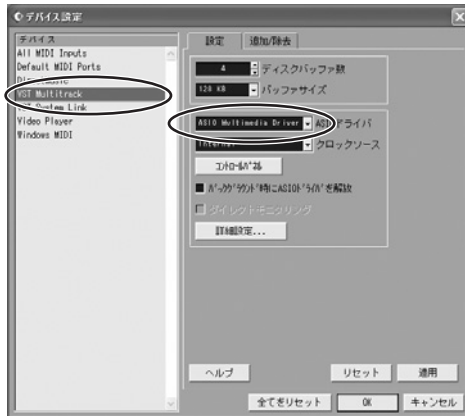 デバイス設定
デバイス
All MIDI Inputs
Default MIDI Ports
VST Multitrack
VST System Link
Video Player
Windows MIDI
設定 追加/除去
4 ディスクバッファ数
128 KB バッファサイズ
ASIO Multimedia Driver ASIOドライバ
Internal クロックソース
コントロールパネル
バックグラウンド時にASIOドライバを解放
ダイレクトモニタリング
詳細設定...
ヘルプ リセット 適用
全てをリセット OK キャンセル